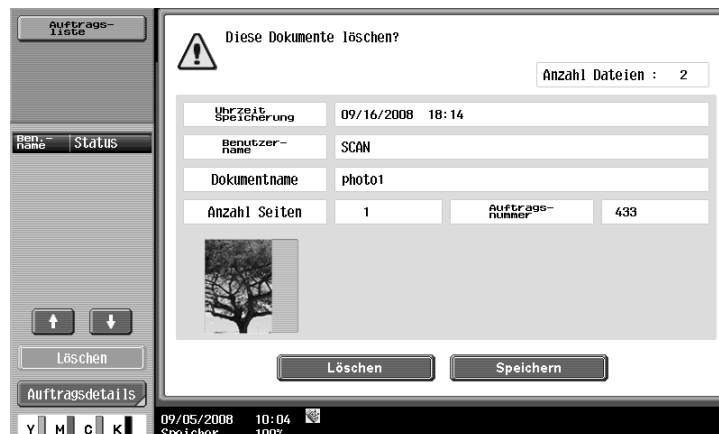 Auftrags-
liste
Diese Dokumente löschen?
Anzahl Dateien : 2
Uhrzeit
Speicherung
09/16/2008 18:14
Ben.-
name
Status
Benutzer-
name
SCAN
Dokumentname
photo1
Anzahl Seiten
1
Auftrags-
nummer
433
Löschen
Löschen
Speichern
Auftragsdetails
Y M C K
09/05/2008 10:04
Speicher 100%